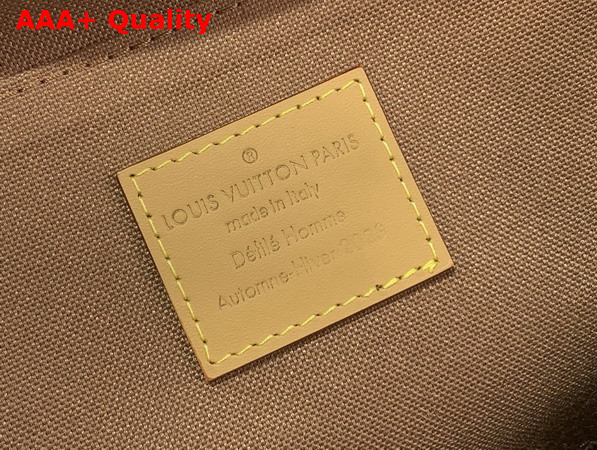 AAA+ Quality
®
LOUIS VUITTON PARIS
made in Italy
Défilé Homme
Automne-Hiver